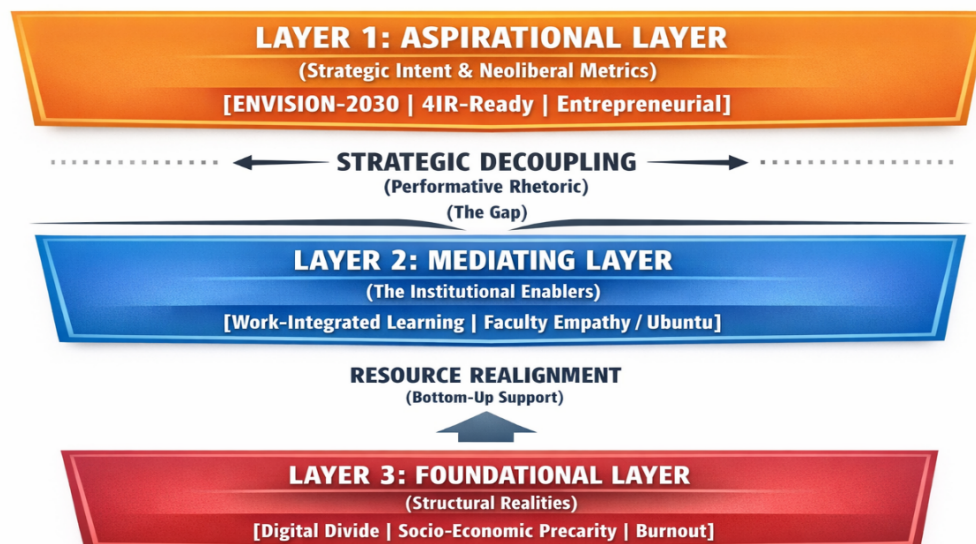 LAYER 1: ASPIRATIONAL LAYER
(Strategic Intent & Neoliberal Metrics)
[ENVISION-2030 | 4IR-Ready | Entrepreneurial]
STRATEGIC DECOUPLING
(Performative Rhetoric)
(The Gap)
LAYER 2: MEDIATING LAYER
(The Institutional Enablers)
[Work-Integrated Learning | Faculty Empathy / Ubuntu]
RESOURCE REALIGNMENT
(Bottom-Up Support)
LAYER 3: FOUNDATIONAL LAYER
(Structural Realities)
[Digital Divide | Socio-Economic Precarity | Burnout]